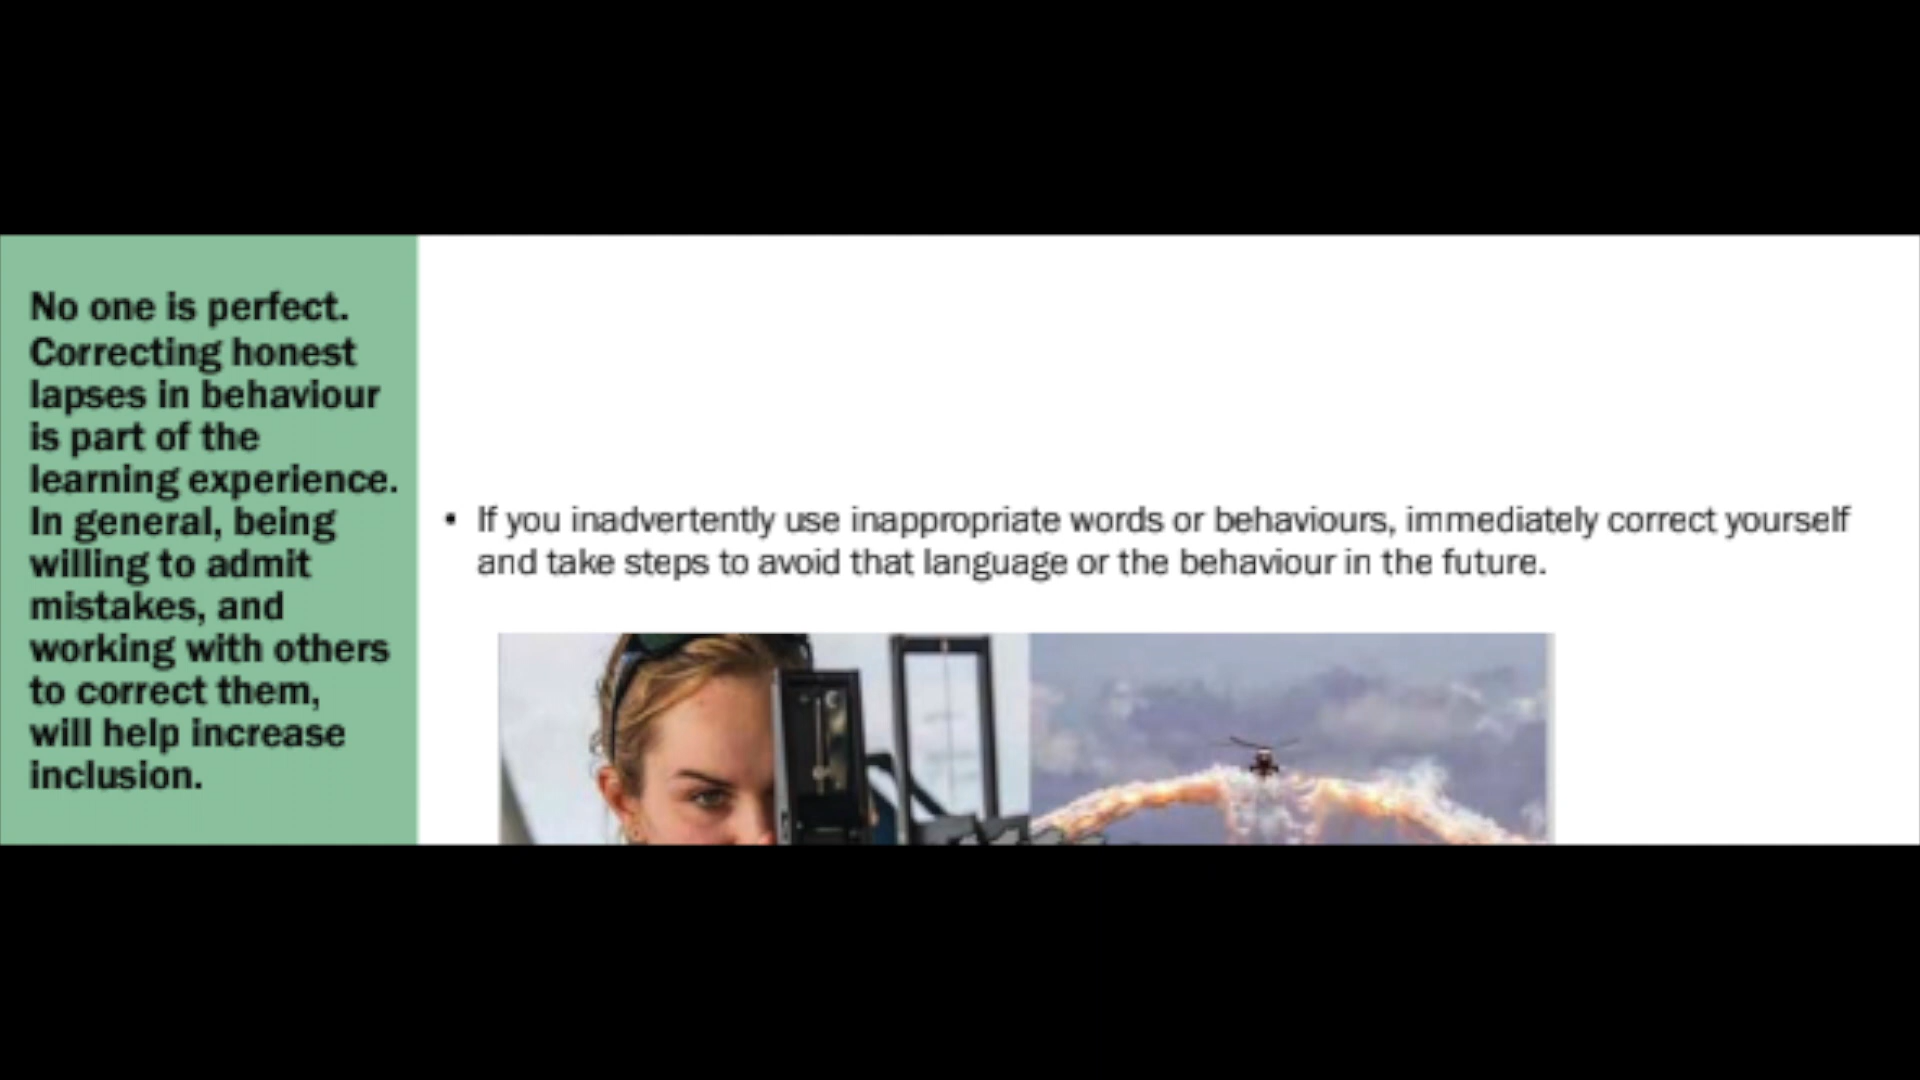 No one is perfect.
Correcting honest
lapses in behaviour
is part of the
learning experience.
In general, being
willing to admit
mistakes, and
working with others
to correct them,
will help increase
inclusion.
• If you inadvertently use inappropriate words or behaviours, immediately correct yourself
and take steps to avoid that language or the behaviour in the future.